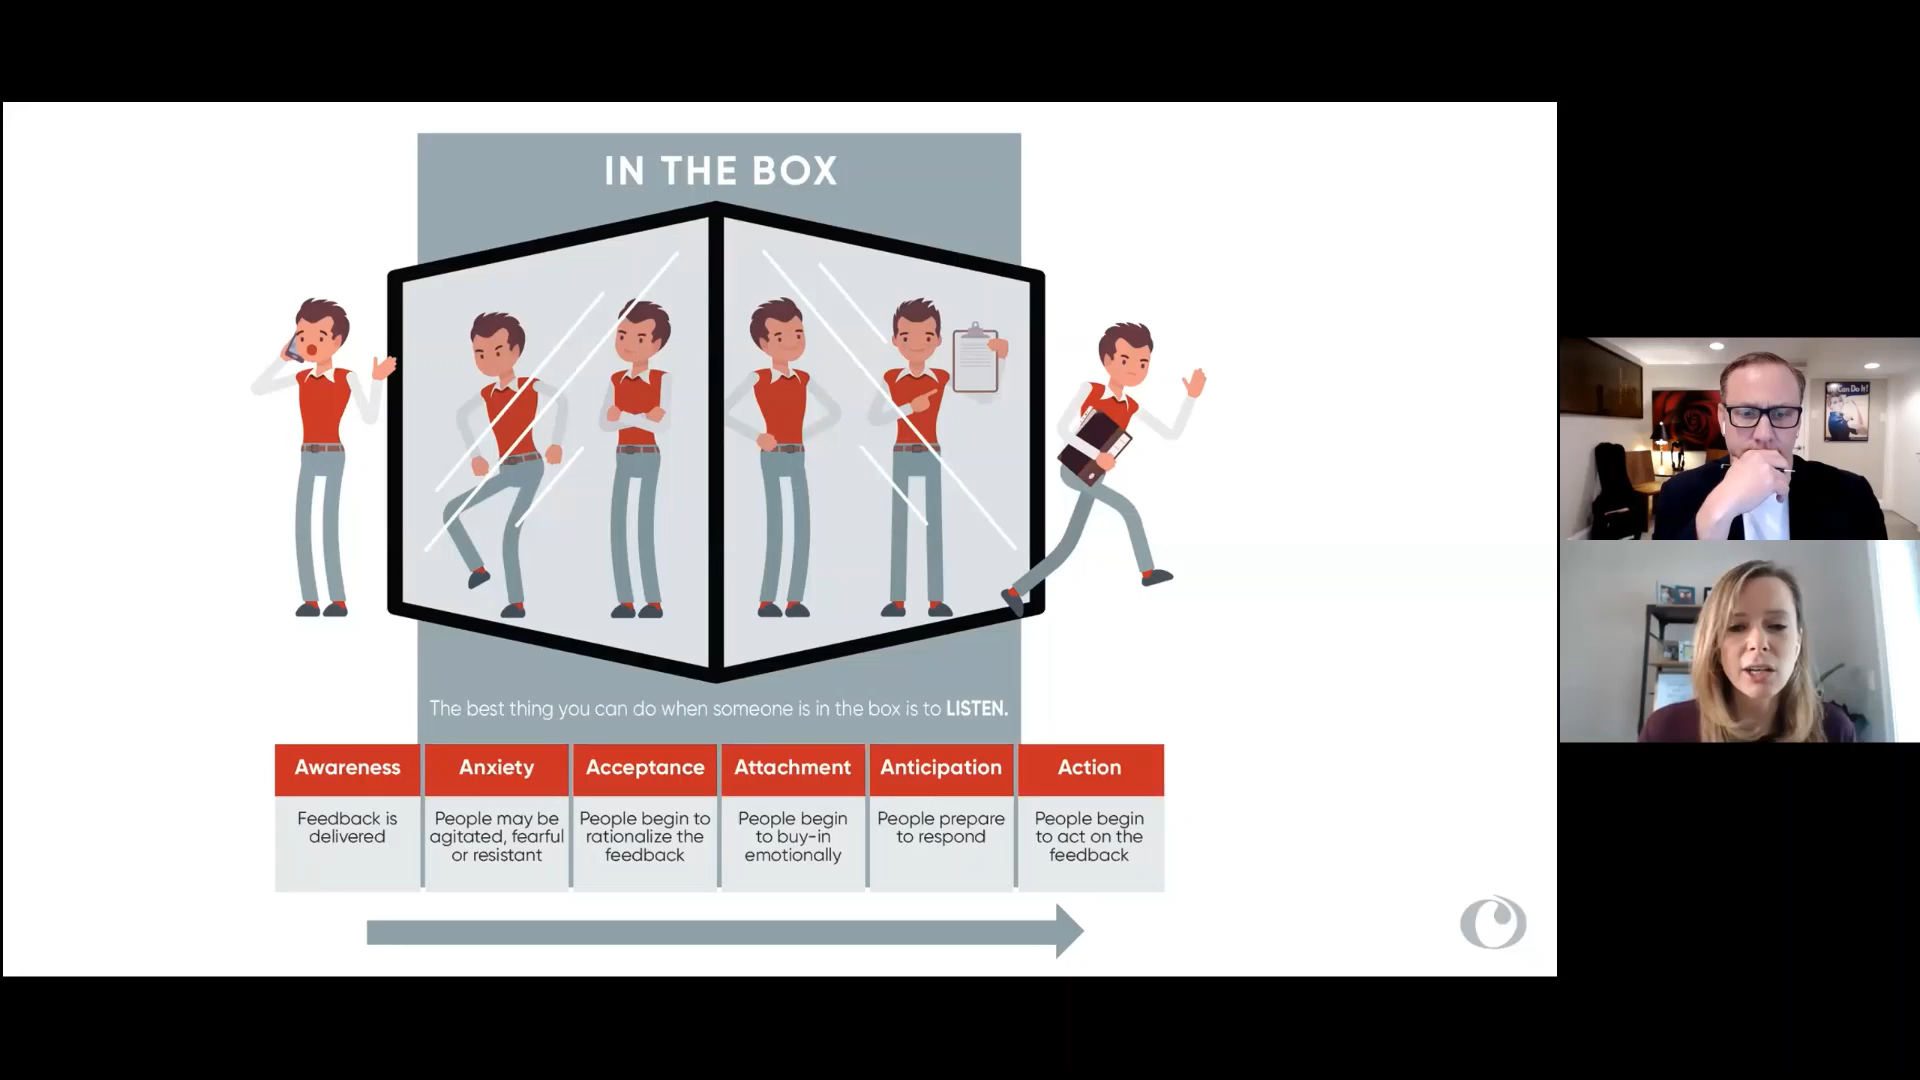 IN THE BOX
The best thing you can do when someone is in the box is to LISTEN.
Awareness
Feedback is
delivered
Anxiety
People may be
agitated, fearful
or resistant
Acceptance
People begin to
rationalize the
feedback
Attachment
People begin
to buy-in
emotionally
Anticipation
People prepare
to respond
Action
People begin
to act on the
feedback
Can Do It!